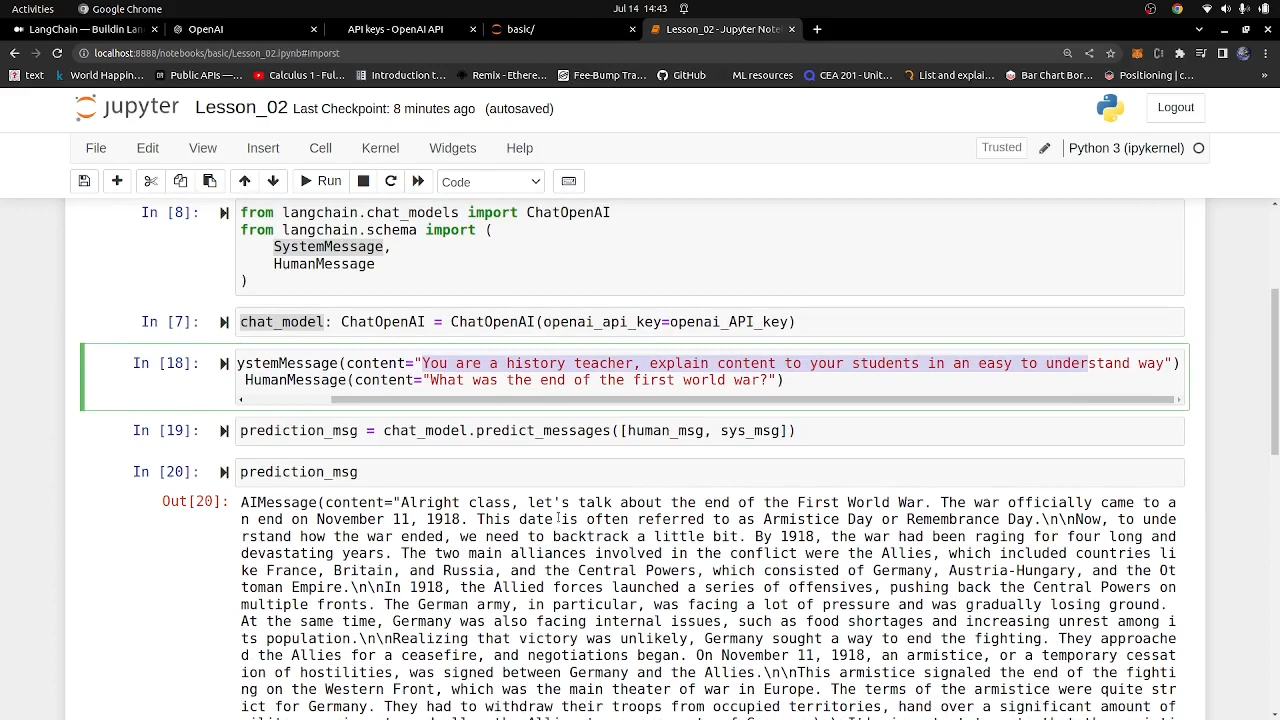 Activities
Google Chrome
Jul 14 14:43
LangChain — Buildin Lan
OpenAI
API keys - OpenAI API
basic/
Lesson_02 - Jupyter Note
localhost:8888/notebooks/basic/Lesson_02.ipynb#Imporst
text
World Happin...
Public APIs –...
Calculus 1 - Ful...
Introduction t...
Remix - Ethere...
Fee-Bump Tra...
GitHub
ML resources
CEA 201-Unit...
List and explai...
Bar Chart Bor...
Positioning | c...
»
jupyter Lesson_02 Last Checkpoint: 8 minutes ago (autosaved)
Logout
File Edit View Insert Cell Kernel Widgets Help
Trusted
Python 3 (ipykernel)
Run
Code
In [8]:
from langchain.chat_models import ChatOpenAI
from langchain.schema import (
SystemMessage,
HumanMessage
)
In [7]:
chat_model: ChatOpenAI = ChatOpenAI(openai_api_key=openai_API_key)
In [18]:
ystemMessage(content="You are a history teacher, explain content to your students in an easy to understand way")
HumanMessage(content="What was the end of the first world war?")
In [19]:
prediction_msg = chat_model.predict_messages([human_msg, sys_msg])
In [20]:
prediction_msg
Out[20]:
AIMessage(content="Alright class, let's talk about the end of the First World War. The war officially came to a
n end on November 11, 1918. This date is often referred to as Armistice Day or Remembrance Day.\n\nNow, to unde
rstand how the war ended, we need to backtrack a little bit. By 1918, the war had been raging for four long and
devastating years. The two main alliances involved in the conflict were the Allies, which included countries li
ke France, Britain, and Russia, and the Central Powers, which consisted of Germany, Austria-Hungary, and the Ot
toman Empire.\n\nIn 1918, the Allied forces launched a series of offensives, pushing back the Central Powers on
multiple fronts. The German army, in particular, was facing a lot of pressure and was gradually losing ground.
At the same time, Germany was also facing internal issues, such as food shortages and increasing unrest among i
ts population.\n\nRealizing that victory was unlikely, Germany sought a way to end the fighting. They approache
d the Allies for a ceasefire, and negotiations began. On November 11, 1918, an armistice, or a temporary cessat
ion of hostilities, was signed between Germany and the Allies.\n\nThis armistice signaled the end of the fighti
ng on the Western Front, which was the main theater of war in Europe. The terms of the armistice were quite str
ict for Germany. They had to withdraw their troops from occupied territories, hand over a significant amount of